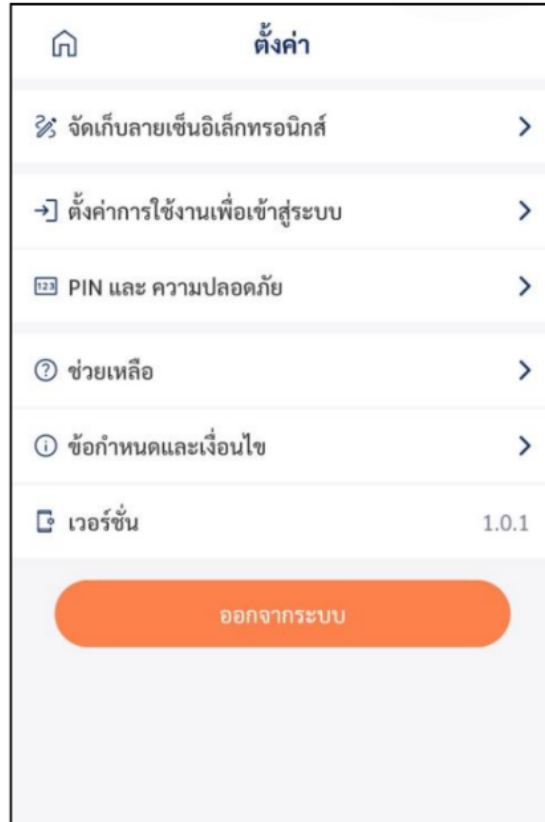 ตั้งค่า
จัดเก็บลายเซ็นอิเล็กทรอนิกส์
ตั้งค่าการใช้งานเพื่อเข้าสู่ระบบ
123 PIN และ ความปลอดภัย
ช่วยเหลือ
ข้อกำหนดและเงื่อนไข
เวอร์ชั่น 1.0.1
ออกจากระบบ